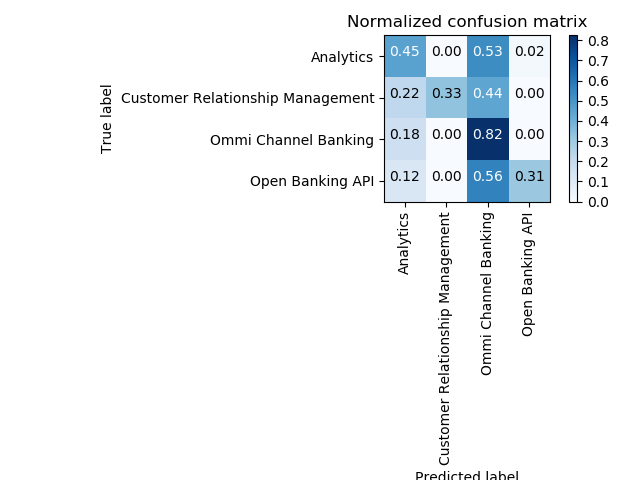 Normalized confusion matrix
True label
Analytics 0.45 0.00 0.53 0.02
Customer Relationship Management 0.22 0.33 0.44 0.00
Ommi Channel Banking 0.18 0.00 0.82 0.00
Open Banking API 0.12 0.00 0.56 0.31
Analytics
Customer Relationship Management
Ommi Channel Banking
Open Banking API
Predicted label
0.8
0.7
0.6
0.5
0.4
0.3
0.2
0.1
0.0